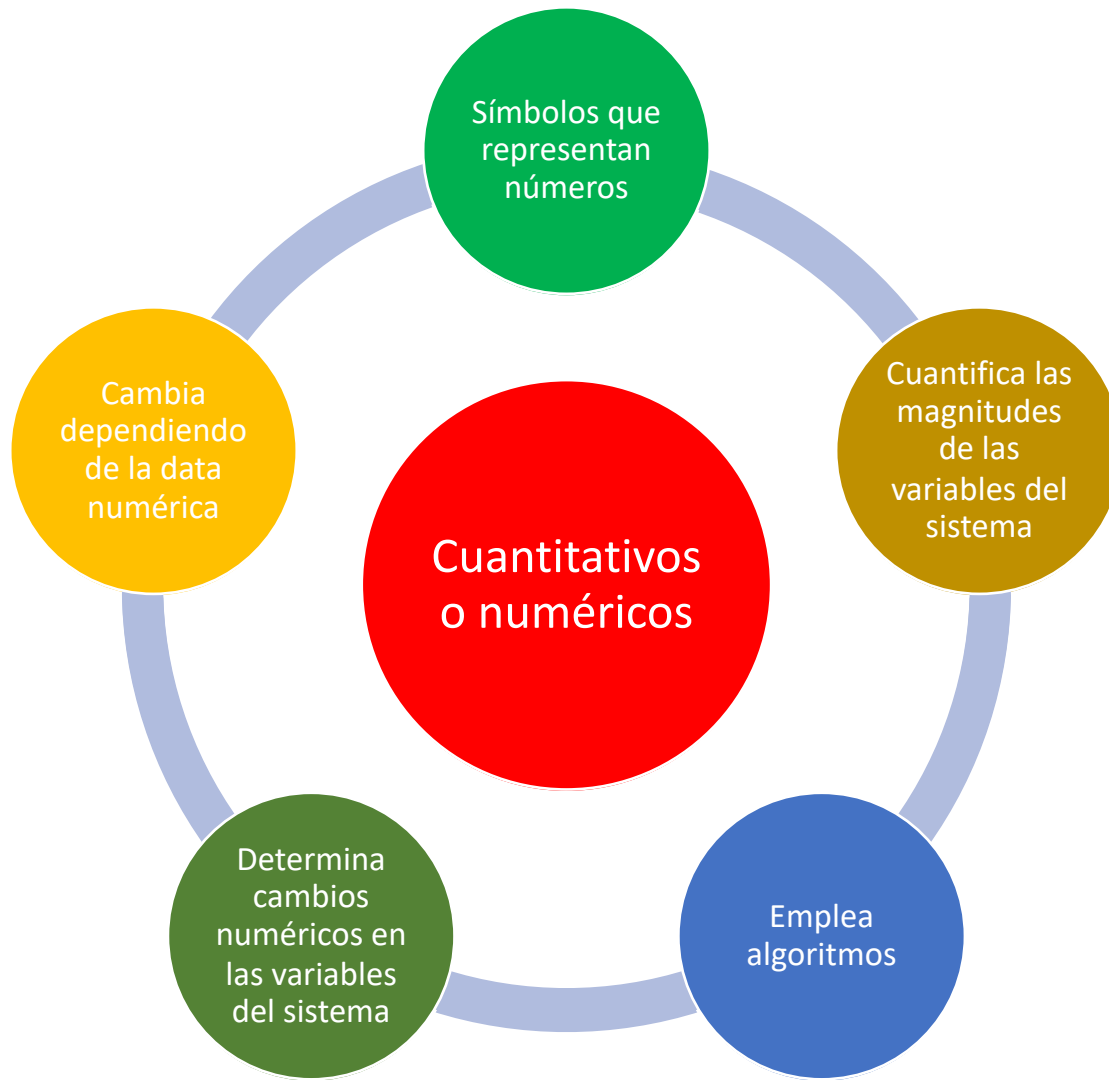 Símbolos que
representan
números
Cuantifica las
magnitudes
de las
variables del
sistema
Emplea
algoritmos
Determina
cambios
numéricos en
las variables
del sistema
Cambia
dependiendo
de la data
numérica
Cuantitativos
o numéricos